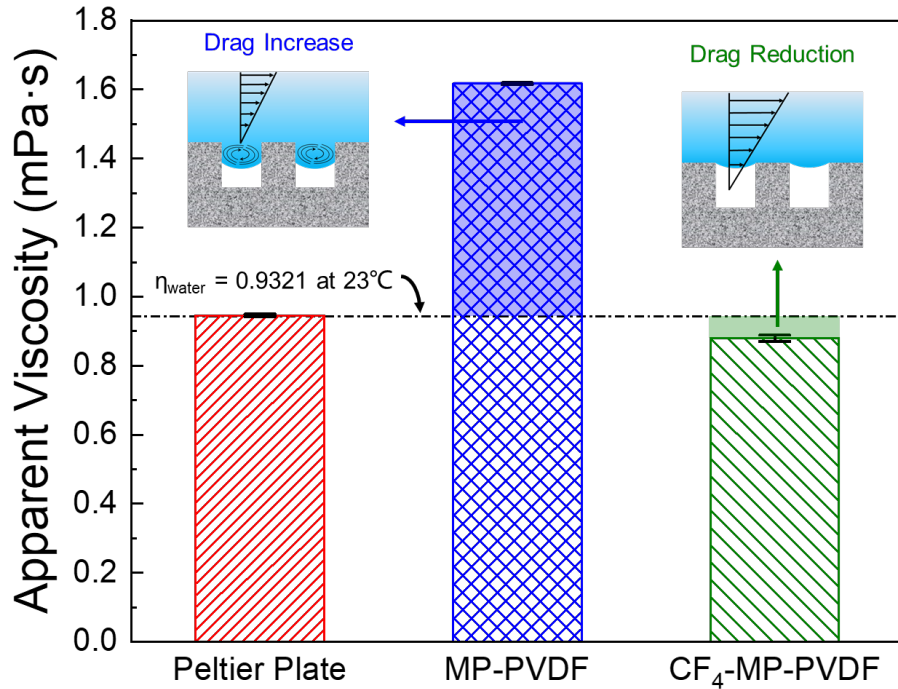 Apparent Viscosity (mPa·s)
1.8
1.6
1.4
1.2
1.0
0.8
0.6
0.4
0.2
0.0
Drag Increase
Drag Reduction
η_water = 0.9321 at 23℃
Peltier Plate
MP-PVDF
CF₄-MP-PVDF